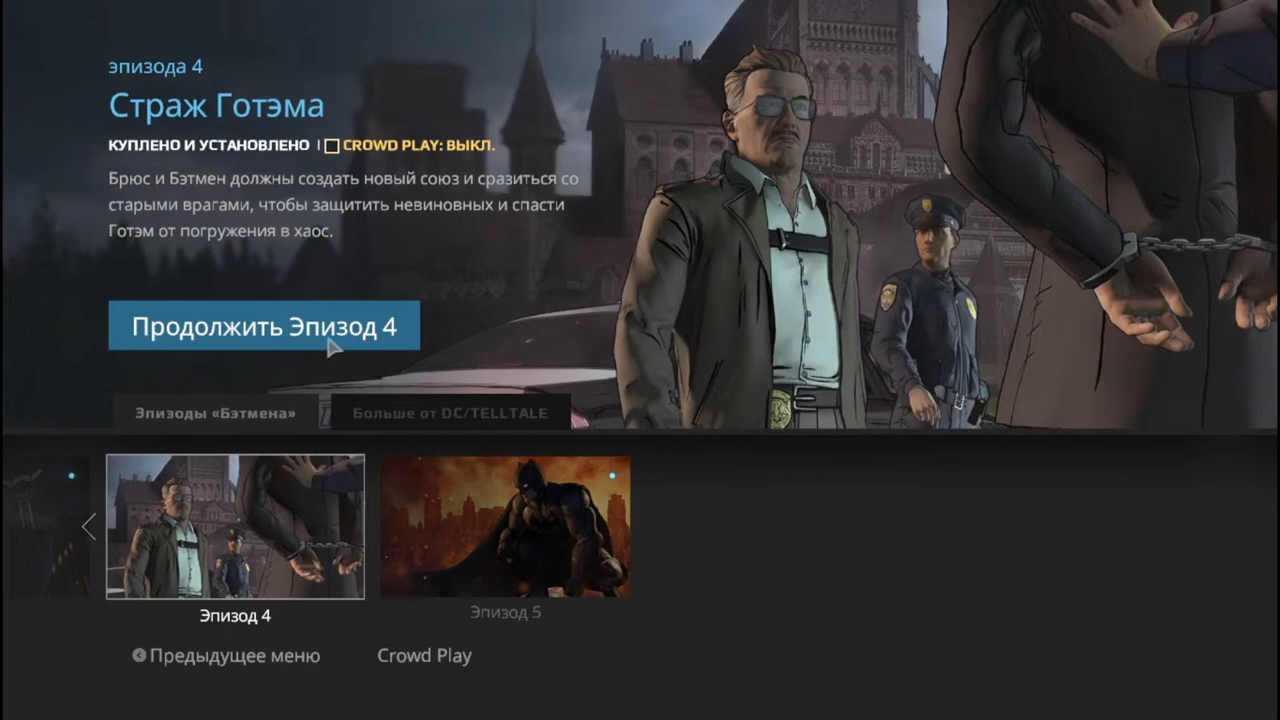 эпизода 4
Страж Готэма
КУПЛЕНО И УСТАНОВЛЕНО | CROWD PLAY: ВЫКЛ.
Брюс и Бэтмен должны создать новый союз и сразиться со
старыми врагами, чтобы защитить невиновных и спасти
Готэм от погружения в хаос.
Продолжить Эпизод 4
Эпизоды «Бэтмена»
Больше от DC/TELLTALE
Эпизод 4
Эпизод 5
Предыдущее меню
Crowd Play